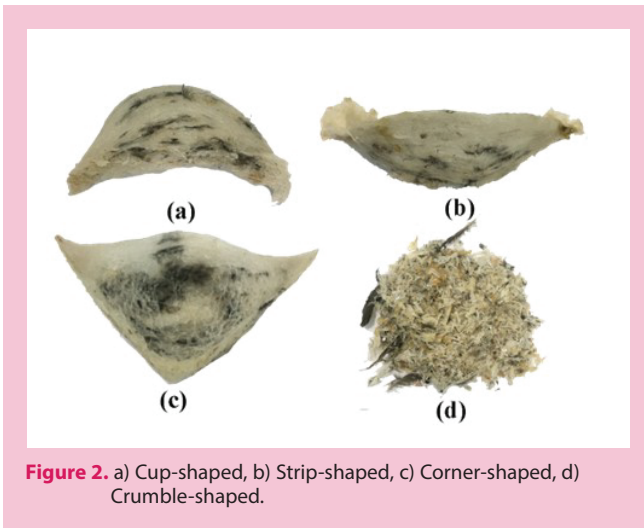 (a)
(b)
(c)
(d)
Figure 2. a) Cup-shaped, b) Strip-shaped, c) Corner-shaped, d)
Crumble-shaped.